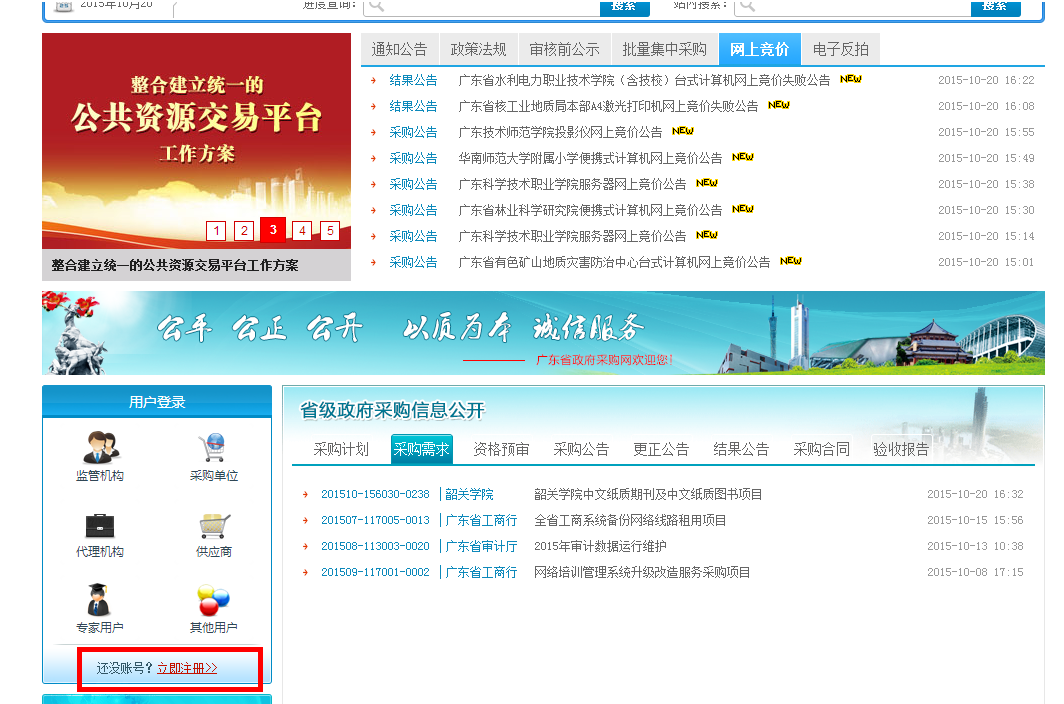 2015年10月20
进度查询：
搜索
站内搜索：
搜索
整合建立统一的
公共资源交易平台
工作方案
1 2 3 4 5
整合建立统一的公共资源交易平台工作方案
通知公告 政策法规 审核前公示 批量集中采购 网上竞价 电子反拍
结果公告 广东省水利电力职业技术学院（含技校）台式计算机网上竞价失败公告 NEW 2015-10-20 16:22
结果公告 广东省核工业地质局本部A4激光打印机网上竞价失败公告 NEW 2015-10-20 16:08
采购公告 广东技术师范学院投影仪网上竞价公告 NEW 2015-10-20 15:55
采购公告 华南师范大学附属小学便携式计算机网上竞价公告 NEW 2015-10-20 15:49
采购公告 广东科学技术职业学院服务器网上竞价公告 NEW 2015-10-20 15:38
采购公告 广东省林业科学研究院便携式计算机网上竞价公告 NEW 2015-10-20 15:30
采购公告 广东科学技术职业学院服务器网上竞价公告 NEW 2015-10-20 15:14
采购公告 广东省有色矿山地质灾害防治中心台式计算机网上竞价公告 NEW 2015-10-20 15:01
公平 公正 公开 以质为本 诚信服务
广东省政府采购网欢迎您！
用户登录
监管机构 采购单位
代理机构 供应商
专家用户 其他用户
还没账号？立即注册>>
省级政府采购信息公开
采购计划 采购需求 资格预审 采购公告 更正公告 结果公告 采购合同 验收报告
201510-156030-0238 |韶关学院 韶关学院中文纸质期刊及中文纸质图书项目 2015-10-20 16:32
201507-117005-0013 |广东省工商行 全省工商系统备份网络线路租用项目 2015-10-15 15:56
201508-113003-0020 |广东省审计厅 2015年审计数据运行维护 2015-10-13 10:38
201509-117001-0002 |广东省工商行 网络培训管理系统升级改造服务采购项目 2015-10-08 17:15